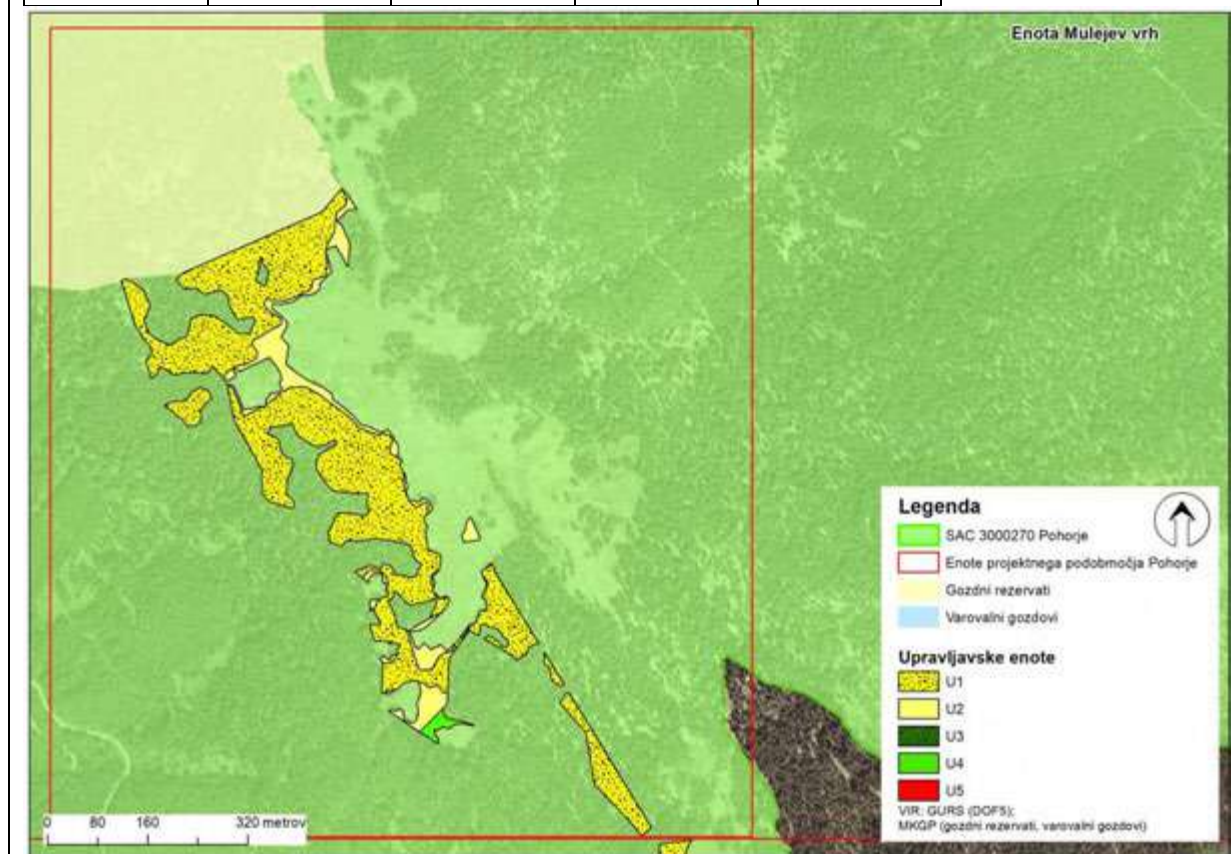 Enota Mulejev vrh
Legenda
SAC 3000270 Pohorje
Enote projektnega podobmočja Pohorje
Gozdni rezervati
Varovalni gozdovi
Upravljavske enote
U1
U2
U3
U4
U5
VIR: GURS (DOF5);
MKGP (gozdni rezervati, varovalni gozdovi)
0 80 160 320 metrov